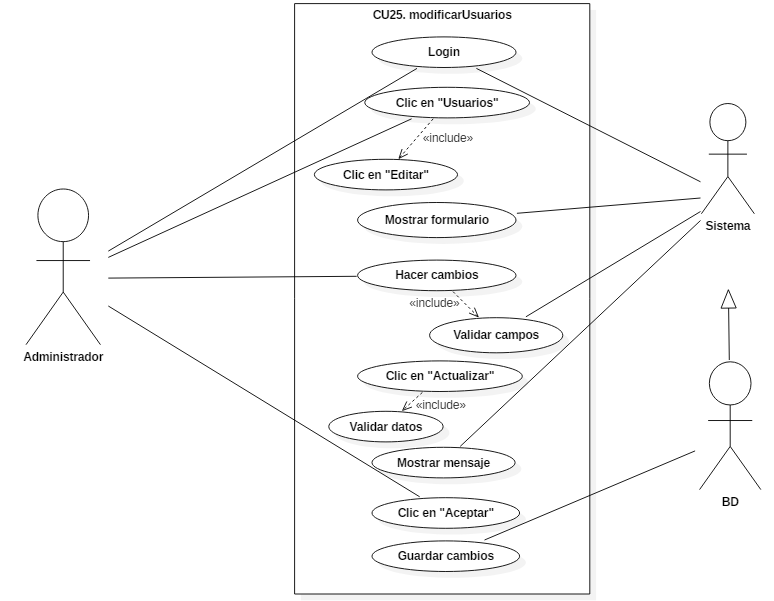 CU25. modificarUsuarios
Login
Clic en "Usuarios"
«include»
Clic en "Editar"
Mostrar formulario
Sistema
Hacer cambios
«include»
Validar campos
Administrador
Clic en "Actualizar"
«include»
Validar datos
Mostrar mensaje
BD
Clic en "Aceptar"
Guardar cambios